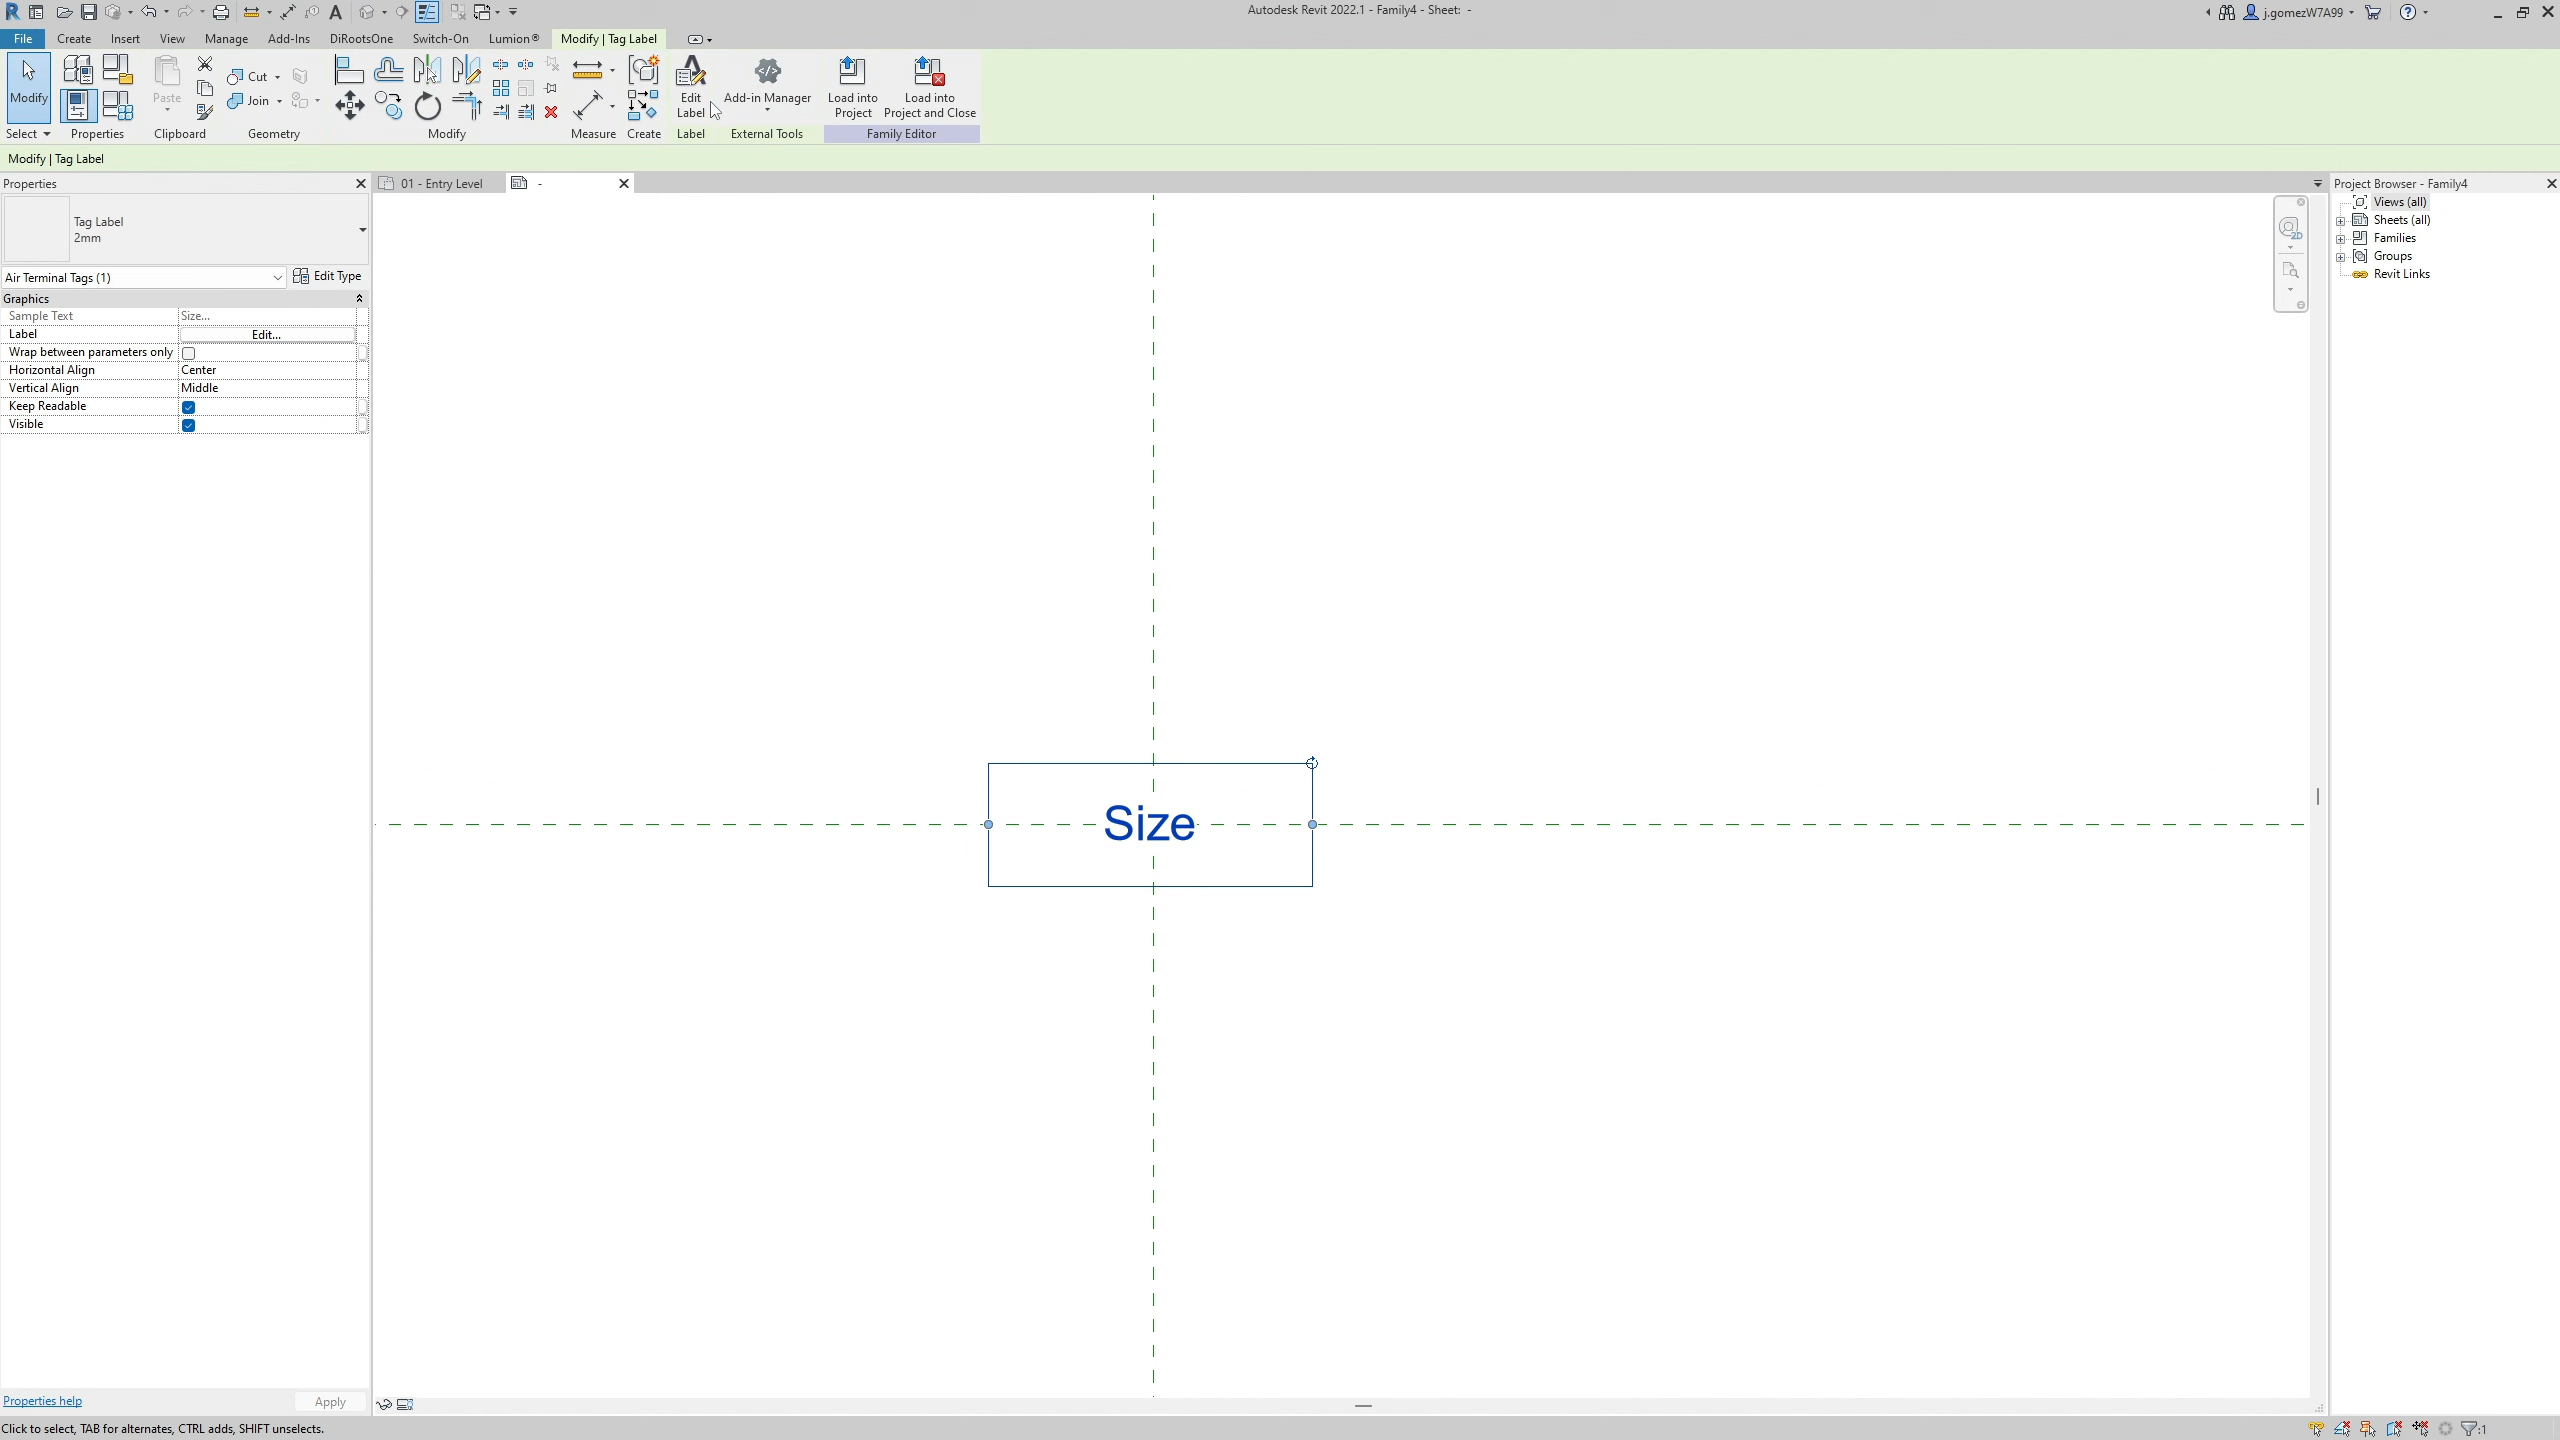 Autodesk Revit 2022.1 - Family4 - Sheet: -
j.gomezW7A99
File Create Insert View Manage Add-Ins DiRootsOne Switch-On Lumion® Modify | Tag Label
Modify
Paste
Cut
Join
Edit
Label
Add-in Manager
Load into
Project
Load into
Project and Close
Select Properties Clipboard Geometry Modify Measure Create Label External Tools Family Editor
Modify | Tag Label
Properties
01 - Entry Level
-
Project Browser - Family4
Tag Label
2mm
Views (all)
Sheets (all)
Families
Groups
Revit Links
2D
Air Terminal Tags (1)
Edit Type
Graphics
Sample Text Size...
Label Edit...
Wrap between parameters only
Horizontal Align Center
Vertical Align Middle
Keep Readable
Visible
Size
Properties help
Apply
Click to select, TAB for alternates, CTRL adds, SHIFT unselects.
:1